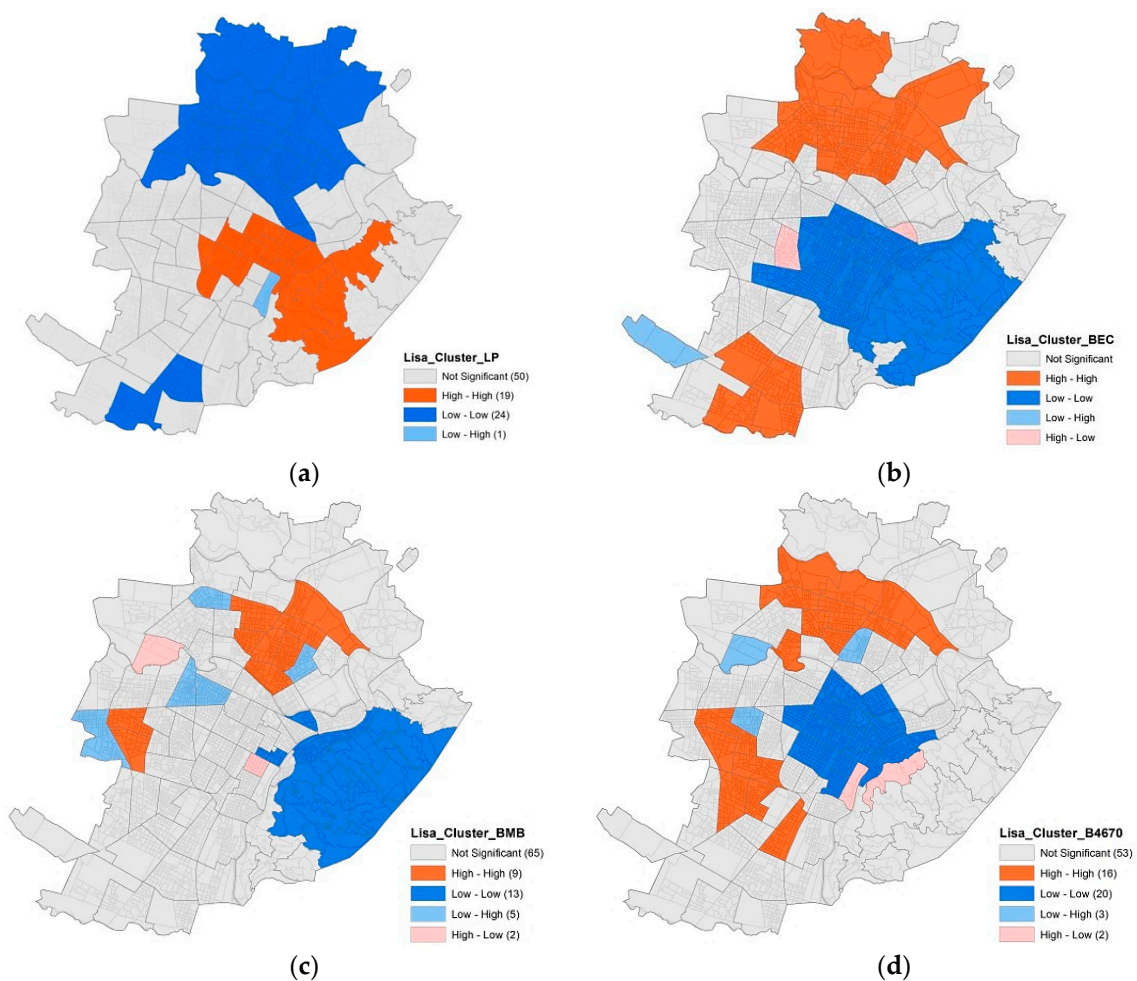 Lisa_Cluster_LP
Not Significant (50)
High - High (19)
Low - Low (24)
Low - High (1)
(a)
Lisa_Cluster_BEC
Not Significant
High - High
Low - Low
Low - High
High - Low
(b)
Lisa_Cluster_BMB
Not Significant (65)
High - High (9)
Low - Low (13)
Low - High (5)
High - Low (2)
(c)
Lisa_Cluster_B4670
Not Significant (53)
High - High (16)
Low - Low (20)
Low - High (3)
High - Low (2)
(d)